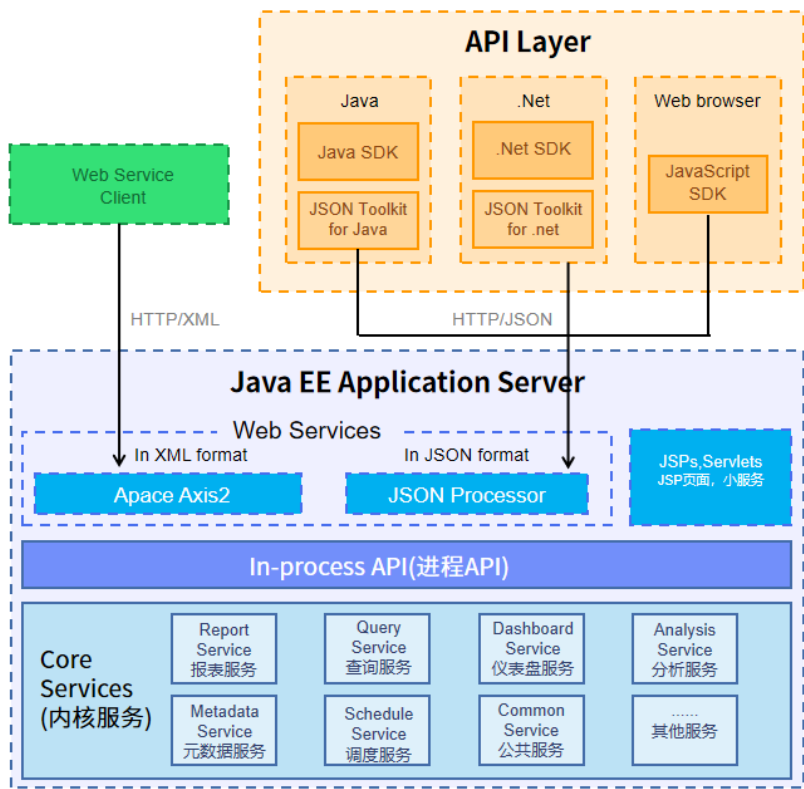 API Layer
Java
.Net
Web browser
Java SDK
.Net SDK
JavaScript
SDK
JSON Toolkit
for Java
JSON Toolkit
for .net
Web Service
Client
HTTP/XML
HTTP/JSON
Java EE Application Server
Web Services
In XML format
In JSON format
Apace Axis2
JSON Processor
JSPs,Servlets
JSP页面，小服务
In-process API(进程API)
Core
Services
(内核服务)
Report
Service
报表服务
Query
Service
查询服务
Dashboard
Service
仪表盘服务
Analysis
Service
分析服务
Metadata
Service
元数据服务
Schedule
Service
调度服务
Common
Service
公共服务
......
其他服务